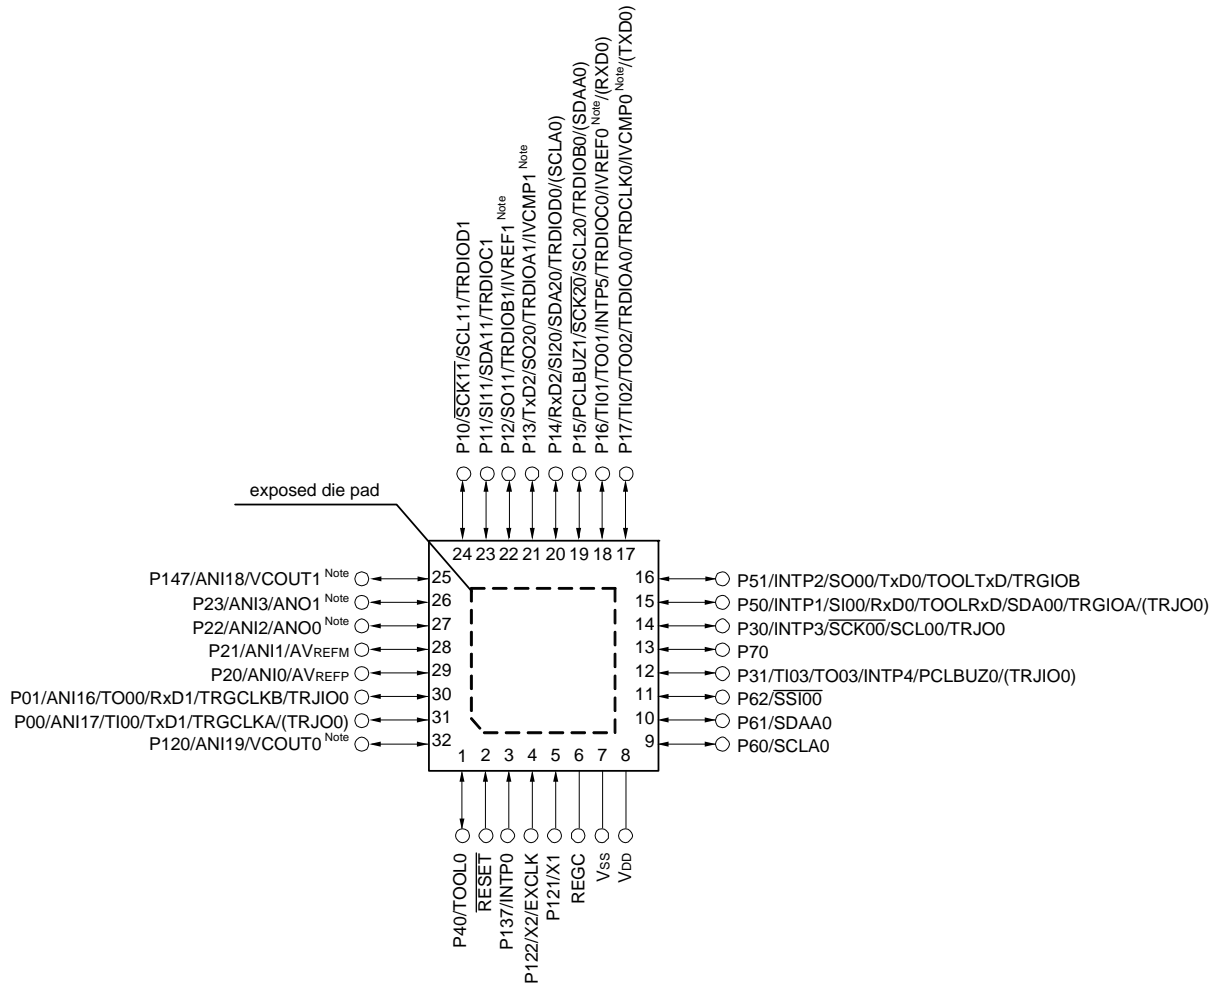 P10/SCK11/SCL11/TRDIOD1
P11/SI11/SDA11/TRDIOC1
P12/SO11/TRDIOB1/IVREF1 Note
P13/TxD2/SO20/TRDIOA1/IVCMP1 Note
P14/RxD2/SI20/SDA20/TRDIOD0/(SCLA0)
P15/PCLBUZ1/SCK20/SCL20/TRDIOB0/(SDAA0)
P16/TI01/TO01/INTP5/TRDIOC0/IVREF0 Note/(RXD0)
P17/TI02/TO02/TRDIOA0/TRDCLK0/IVCMP0 Note/(TXD0)
exposed die pad
24 23 22 21 20 19 18 17
P147/ANI18/VCOUT1 Note 25
P23/ANI3/ANO1 Note 26
P22/ANI2/ANO0 Note 27
P21/ANI1/AVREFM 28
P20/ANI0/AVREFP 29
P01/ANI16/TO00/RxD1/TRGCLKB/TRJIO0 30
P00/ANI17/TI00/TxD1/TRGCLKA/(TRJO0) 31
P120/ANI19/VCOUT0 Note 32
16 P51/INTP2/SO00/TxD0/TOOLTxD/TRGIOB
15 P50/INTP1/SI00/RxD0/TOOLRxD/SDA00/TRGIOA/(TRJO0)
14 P30/INTP3/SCK00/SCL00/TRJO0
13 P70
12 P31/TI03/TO03/INTP4/PCLBUZ0/(TRJIO0)
11 P62/SSI00
10 P61/SDAA0
9 P60/SCLA0
1 2 3 4 5 6 7 8
P40/TOOL0
RESET
P137/INTP0
P122/X2/EXCLK
P121/X1
REGC
VSS
VDD